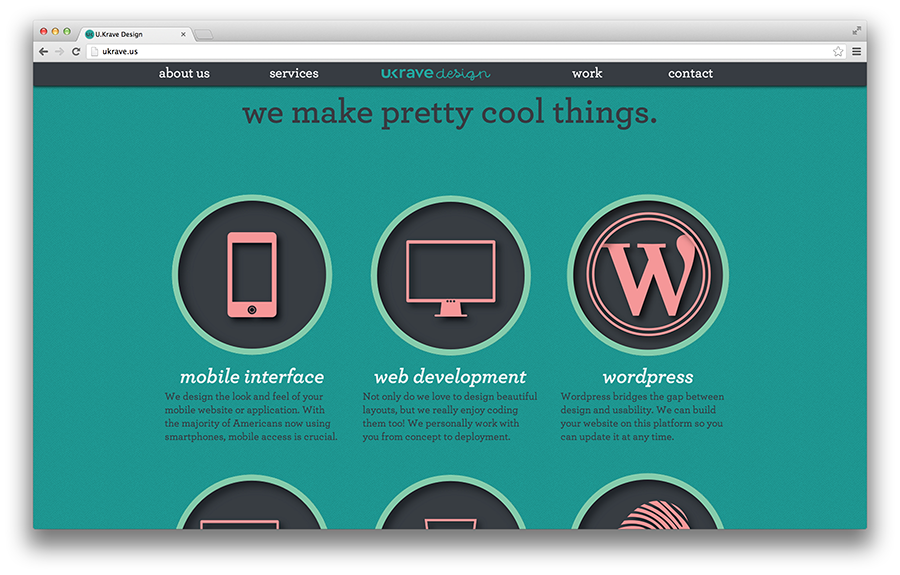 U.Krave Design
ukrave.us
about us services ukrave design work contact
we make pretty cool things.
W
mobile interface
We design the look and feel of your
mobile website or application. With
the majority of Americans now using
smartphones, mobile access is crucial.
web development
Not only do we love to design beautiful
layouts, but we really enjoy coding
them too! We personally work with
you from concept to deployment.
wordpress
Wordpress bridges the gap between
design and usability. We can build
your website on this platform so you
can update it at any time.